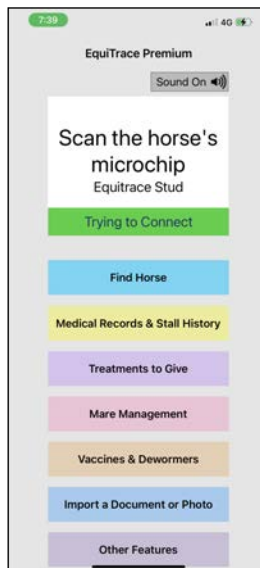 7:39
4G
EquiTrace Premium
Sound On
Scan the horse's
microchip
Equitrace Stud
Trying to Connect
Find Horse
Medical Records & Stall History
Treatments to Give
Mare Management
Vaccines & Dewormers
Import a Document or Photo
Other Features